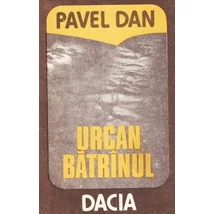 PAVEL DAN
URCAN
BĂTRÎNUL
DACIA